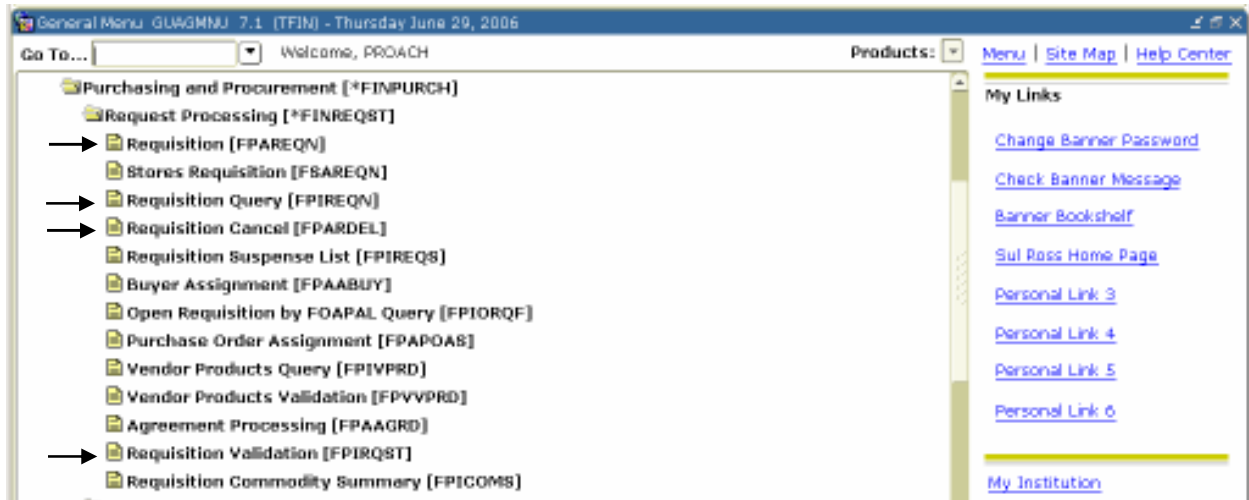 General Menu GUAGMNU 7.1 (TFIN) - Thursday June 29, 2006
Go To... Welcome, PROACH Products: Menu | Site Map | Help Center
Purchasing and Procurement [*FINPURCH]
Request Processing [*FINREQST]
Requisition [FPAREQN]
Stores Requisition [FSAREQN]
Requisition Query [FPIREQN]
Requisition Cancel [FPARDEL]
Requisition Suspense List [FPIREQS]
Buyer Assignment [FPAABUY]
Open Requisition by FOAPAL Query [FPIORQF]
Purchase Order Assignment [FPAPOAS]
Vendor Products Query [FPIVPRD]
Vendor Products Validation [FPVVPRD]
Agreement Processing [FPAAGRD]
Requisition Validation [FPIRQST]
Requisition Commodity Summary [FPICOMS]
My Links
Change Banner Password
Check Banner Message
Banner Bookshelf
Sul Ross Home Page
Personal Link 3
Personal Link 4
Personal Link 5
Personal Link 6
My Institution